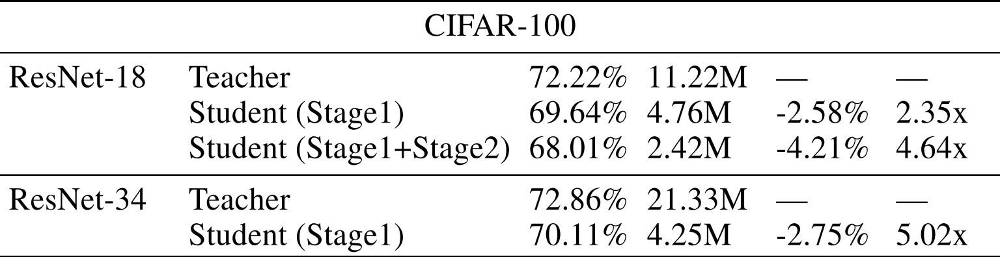 CIFAR-100
ResNet-18 Teacher 72.22% 11.22M — —
Student (Stage1) 69.64% 4.76M -2.58% 2.35x
Student (Stage1+Stage2) 68.01% 2.42M -4.21% 4.64x
ResNet-34 Teacher 72.86% 21.33M — —
Student (Stage1) 70.11% 4.25M -2.75% 5.02x